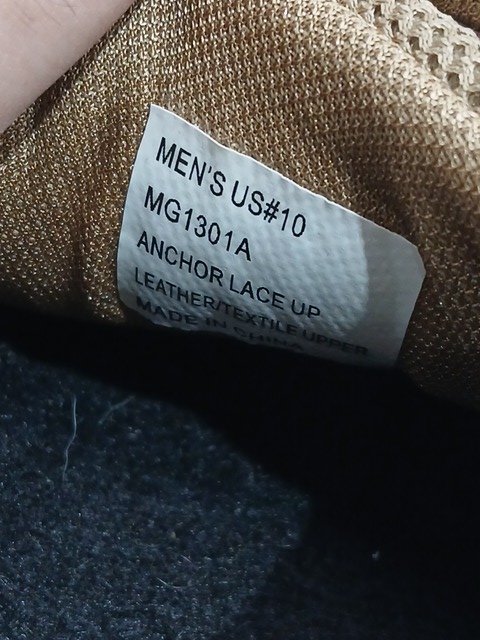 MEN'S US#10
MG1301A
ANCHOR LACE UP
LEATHER/TEXTILE UPPER
MADE IN CHINA